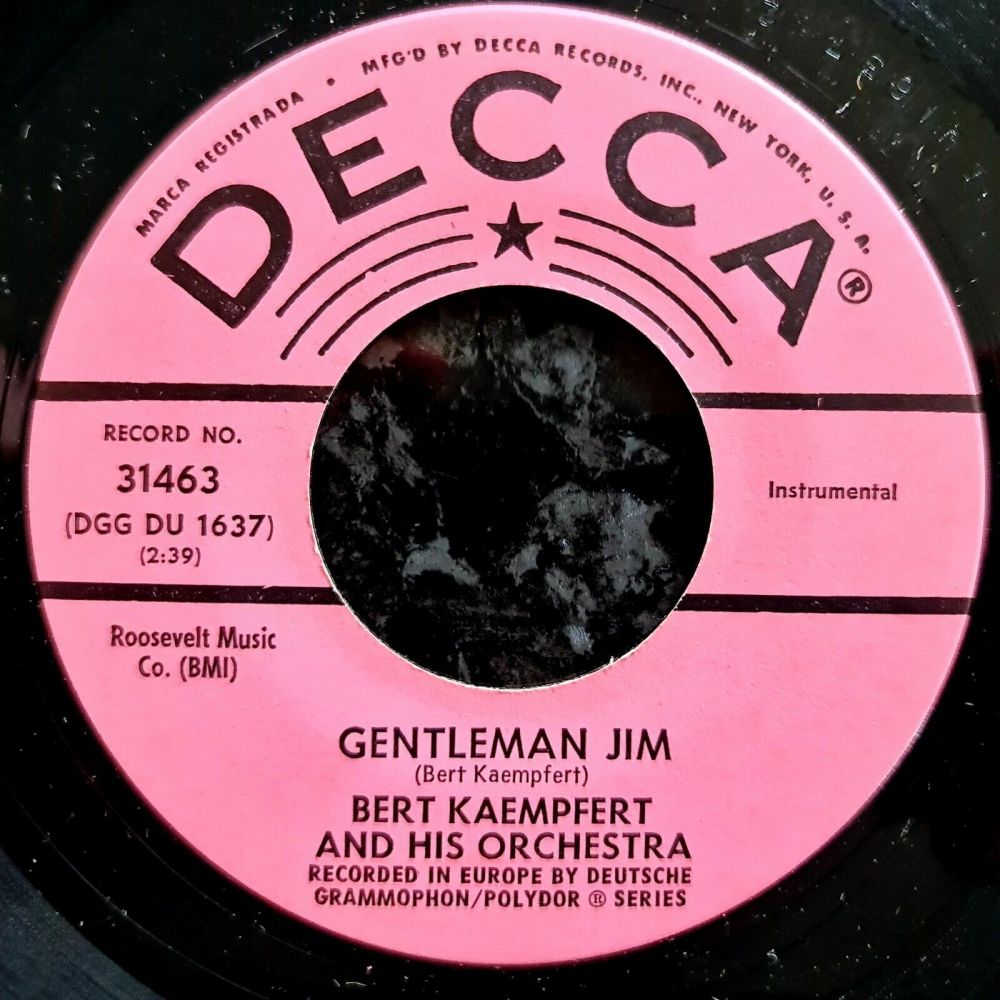 MARCA REGISTRADA • MFG'D BY DECCA RECORDS, INC., NEW YORK, U. S. A.
DECCA®
RECORD NO.
31463
(DGG DU 1637)
(2:39)
Instrumental
Roosevelt Music
Co. (BMI)
GENTLEMAN JIM
(Bert Kaempfert)
BERT KAEMPFERT
AND HIS ORCHESTRA
RECORDED IN EUROPE BY DEUTSCHE
GRAMMOPHON/POLYDOR ® SERIES